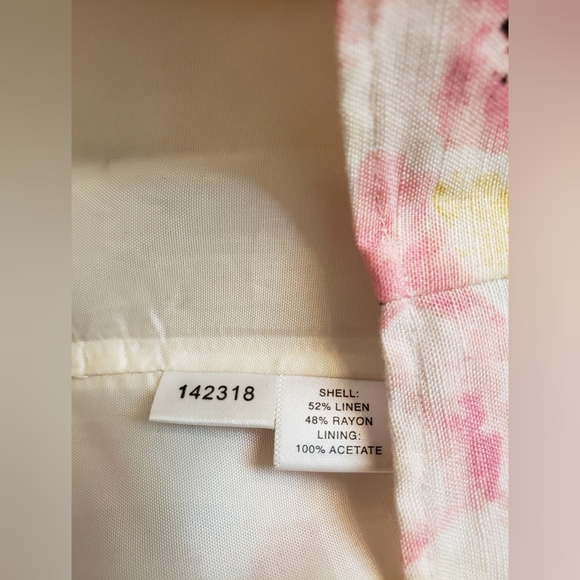 142318
SHELL:
52% LINEN
48% RAYON
LINING:
100% ACETATE